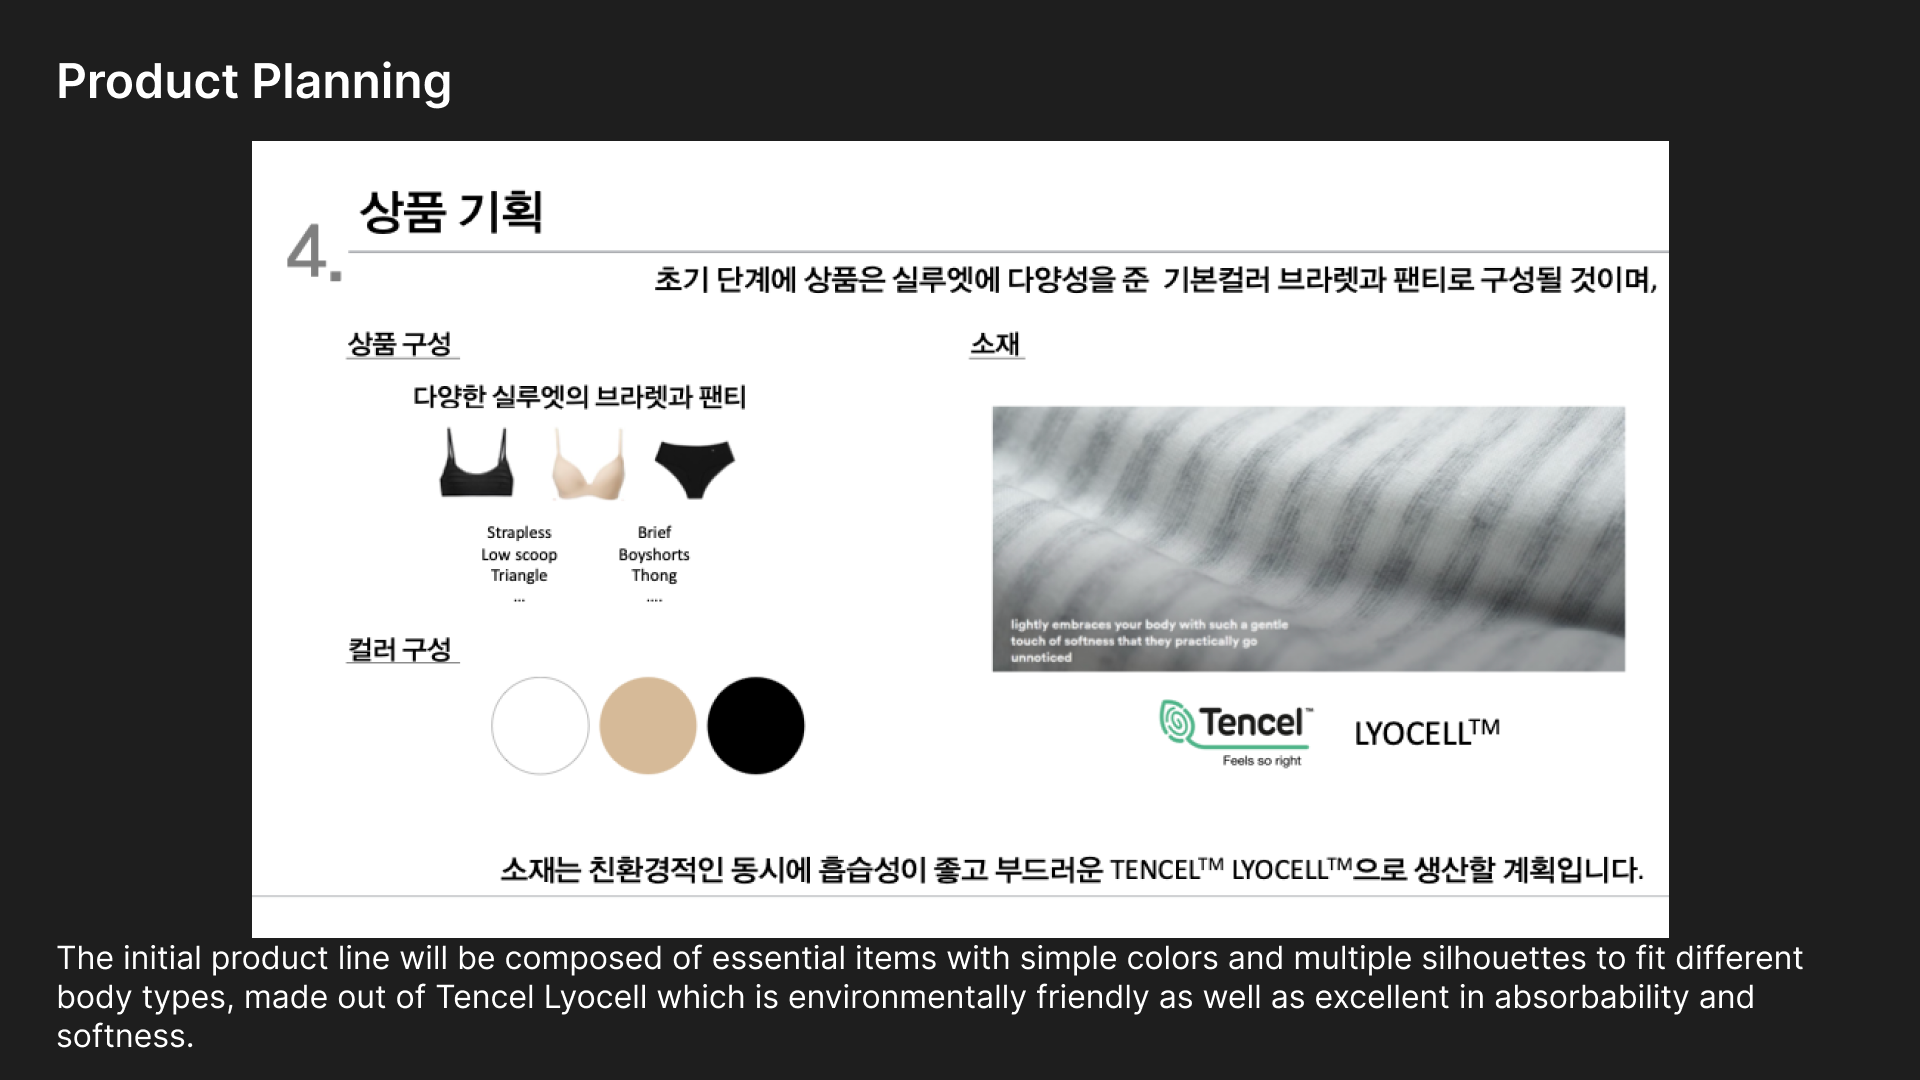 Product Planning
4.
상품 기획
초기 단계에 상품은 실루엣에 다양성을 준 기본컬러 브라렛과 팬티로 구성될 것이며,
상품 구성
다양한 실루엣의 브라렛과 팬티
Strapless
Low scoop
Triangle
...
Brief
Boyshorts
Thong
....
컬러 구성
소재
lightly embraces your body with such a gentle
touch of softness that they practically go
unnoticed
Tencel™
Feels so right
LYOCELL™
소재는 친환경적인 동시에 흡습성이 좋고 부드러운 TENCEL™ LYOCELL™으로 생산할 계획입니다.
The initial product line will be composed of essential items with simple colors and multiple silhouettes to fit different
body types, made out of Tencel Lyocell which is environmentally friendly as well as excellent in absorbability and
softness.